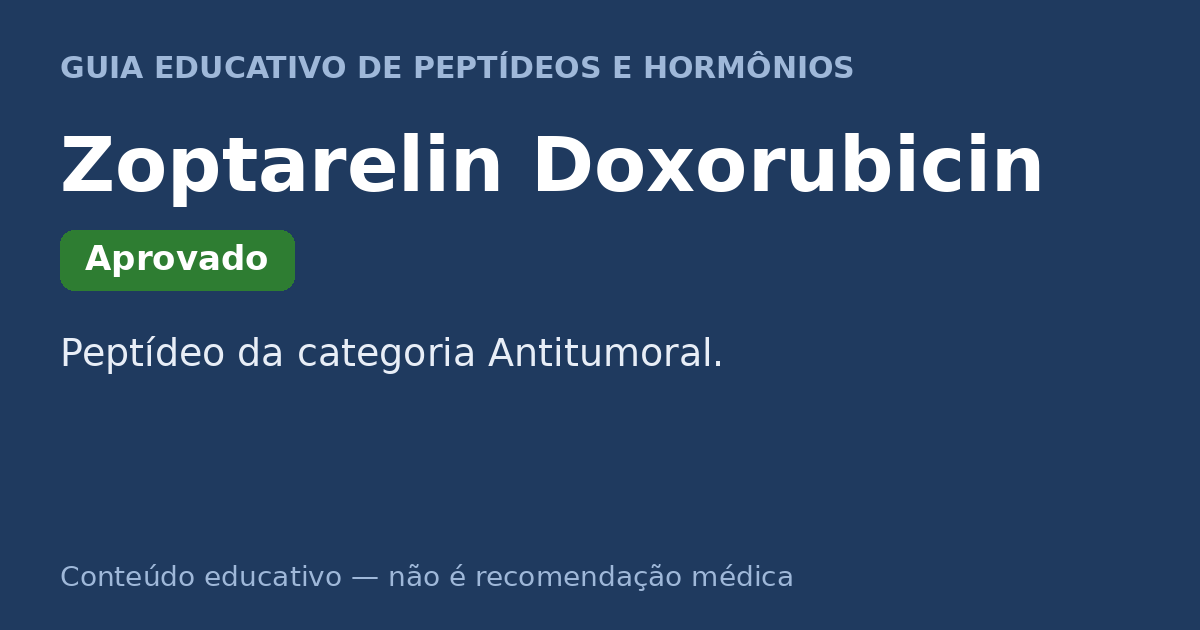 GUIA EDUCATIVO DE PEPTÍDEOS E HORMÔNIOS
Zoptarelin Doxorubicin
Aprovado
Peptídeo da categoria Antitumoral.
Conteúdo educativo — não é recomendação médica